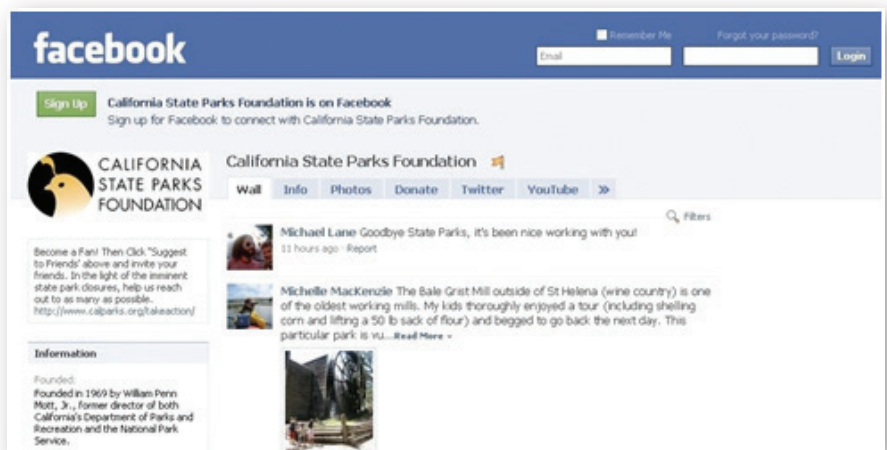 facebook
Remember Me
Forgot your password?
Email
Login
Sign Up
California State Parks Foundation is on Facebook
Sign up for Facebook to connect with California State Parks Foundation.
CALIFORNIA
STATE PARKS
FOUNDATION
California State Parks Foundation
Wall Info Photos Donate Twitter YouTube »
Filters
Michael Lane Goodbye State Parks, it's been nice working with you!
11 hours ago · Report
Become a Fan! Then Click "Suggest
to Friends' above and invite your
friends. In the light of the imminent
state park closures, help us reach
out to as many as possible.
http://www.calparks.org/takeaction/
Michelle MacKenzie The Bale Grist Mill outside of St Helena (wine country) is one
of the oldest working mills. My kids thoroughly enjoyed a tour (including shelling
corn and lifting a 50 lb sack of flour) and begged to go back the next day. This
particular park is vu...Read More
Information
Founded:
Founded in 1969 by William Penn
Mott, Jr., former director of both
California's Department of Parks and
Recreation and the National Park
Service.